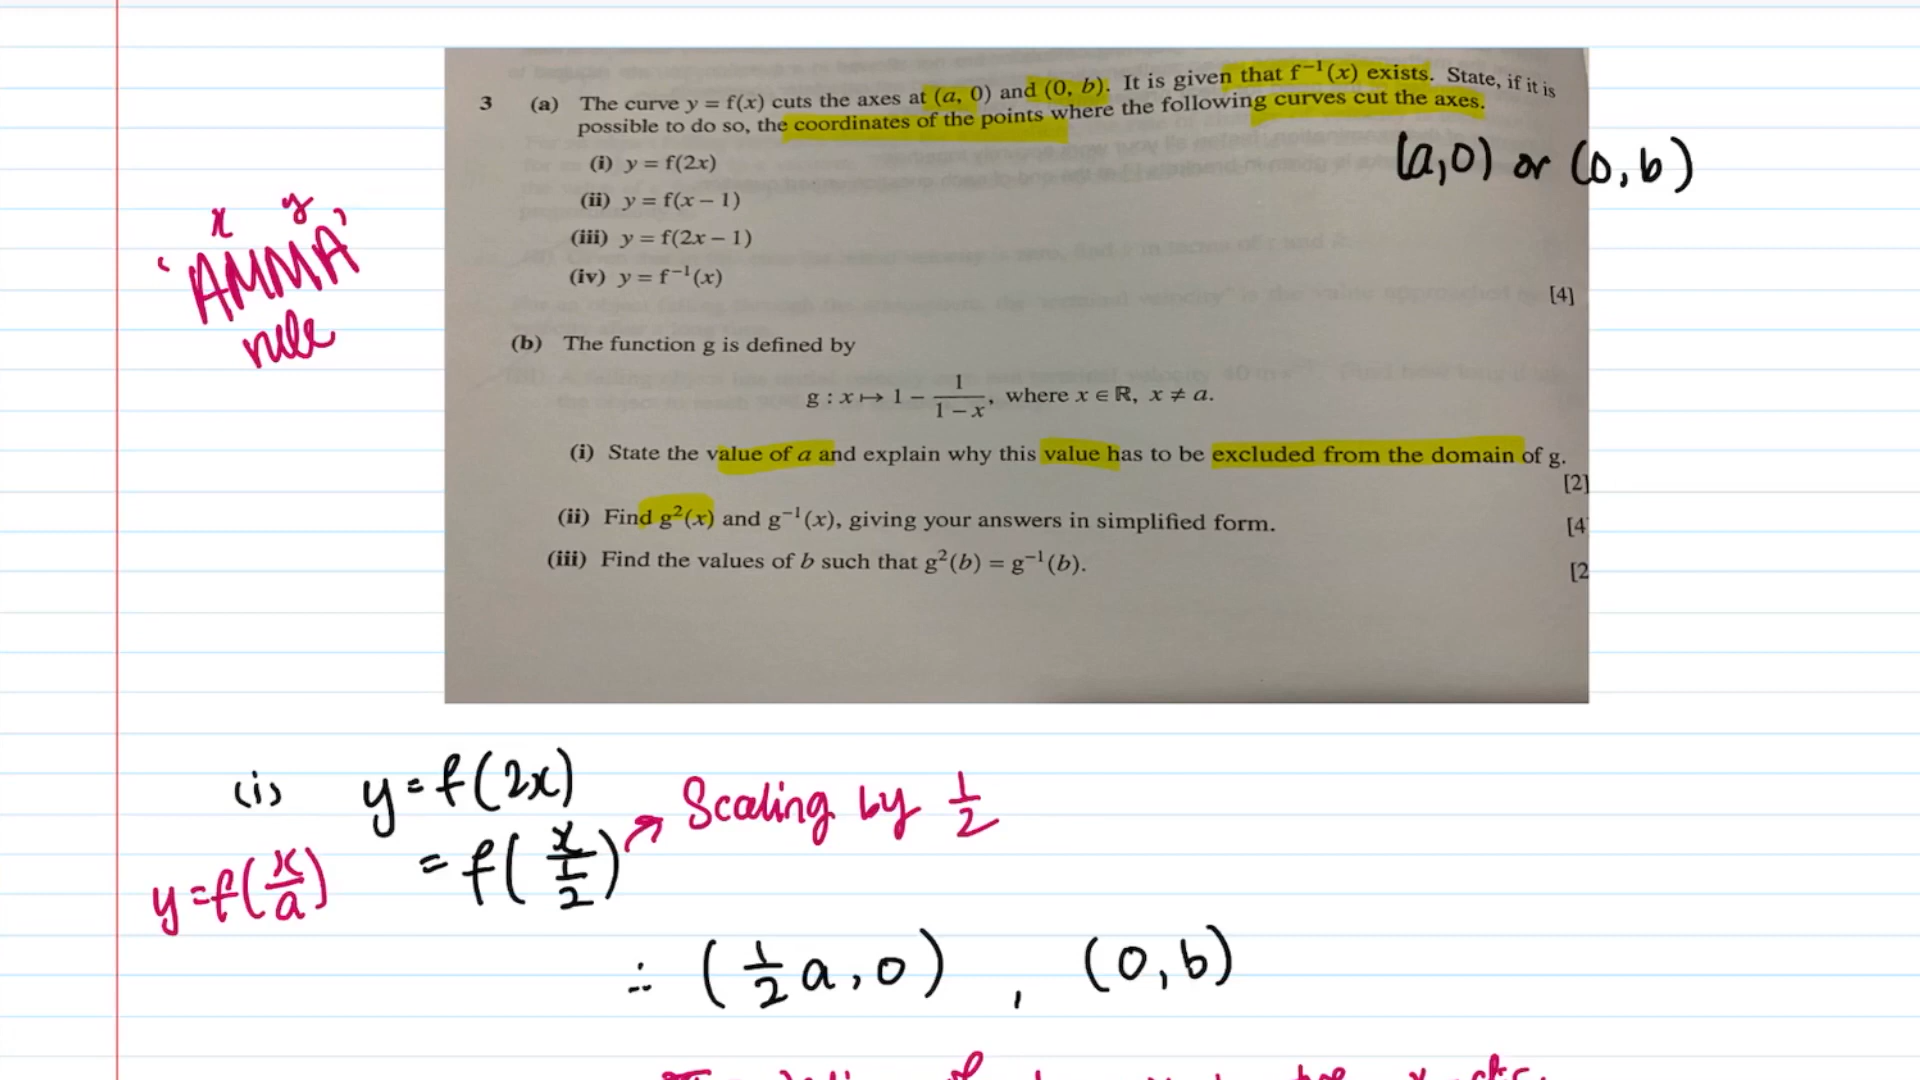 3 (a) The curve y = f(x) cuts the axes at (a, 0) and (0, b). It is given that f⁻¹(x) exists. State, if it is
possible to do so, the coordinates of the points where the following curves cut the axes.
(a,0) or (0,b)
(i) y = f(2x)
(ii) y = f(x − 1)
(iii) y = f(2x − 1)
(iv) y = f⁻¹(x)
[4]
x y
'AMMA'
rule
(b) The function g is defined by
g : x ↦ 1 − 1/(1 − x), where x ∈ ℝ, x ≠ a.
(i) State the value of a and explain why this value has to be excluded from the domain of g.
[2]
(ii) Find g²(x) and g⁻¹(x), giving your answers in simplified form. [4
(iii) Find the values of b such that g²(b) = g⁻¹(b). [2
(i) y = f(2x)
= f(x/(1/2)) → Scaling by 1/2
y = f(x/a)
∴ (1/2 a, 0) , (0, b)